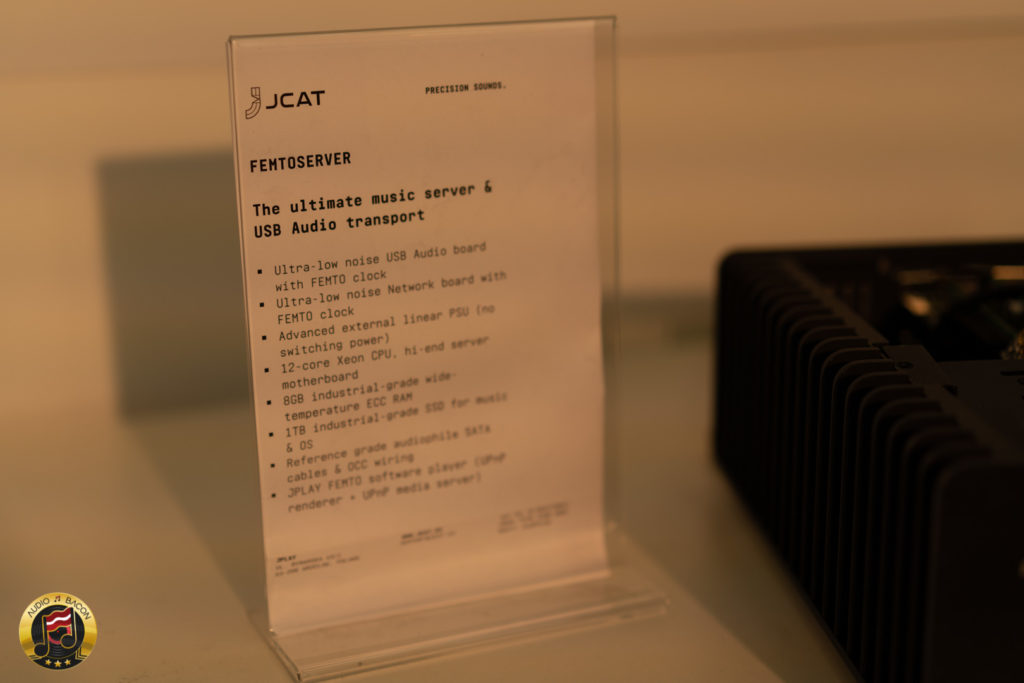 JCAT
PRECISION SOUNDS.
FEMTOSERVER
The ultimate music server &
USB Audio transport
▪ Ultra-low noise USB Audio board
with FEMTO clock
▪ Ultra-low noise Network board with
FEMTO clock
▪ Advanced external linear PSU (no
switching power)
▪ 12-core Xeon CPU, hi-end server
motherboard
▪ 8GB industrial-grade wide-
temperature ECC RAM
▪ 1TB industrial-grade SSD for music
& OS
▪ Reference grade audiophile SATA
cables & OCC wiring
▪ JPLAY FEMTO software player (UPnP
renderer + UPnP media server)
JPLAY
AUDIO BACON